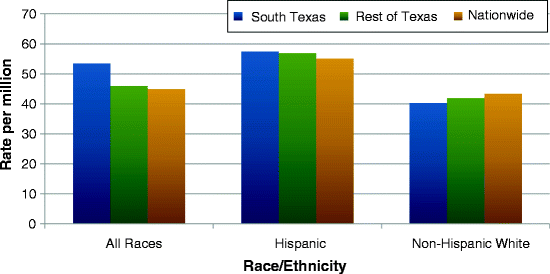 South Texas Rest of Texas Nationwide
Rate per million
70
60
50
40
30
20
10
0
All Races Hispanic Non-Hispanic White
Race/Ethnicity